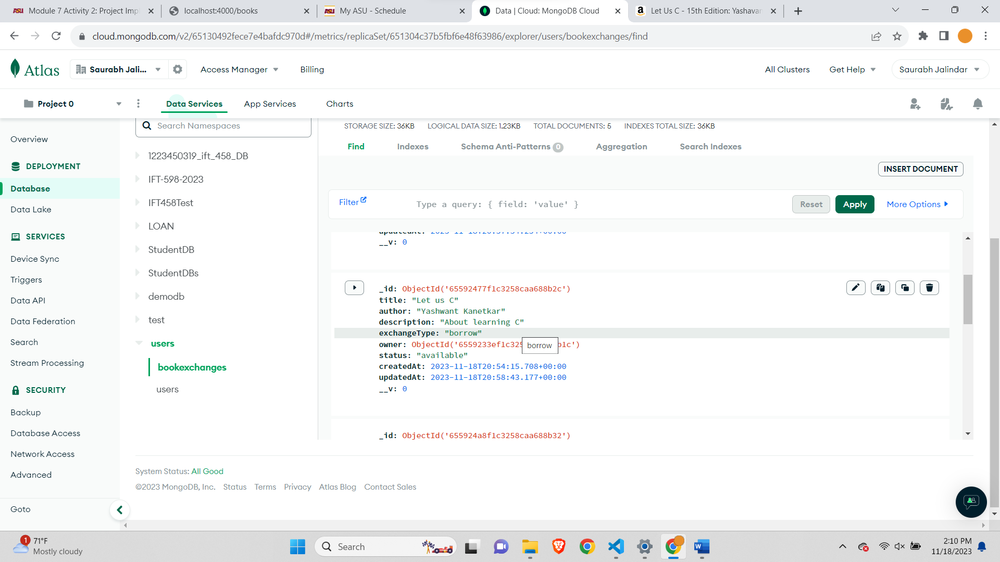 Module 7 Activity 2: Project Impl
localhost:4000/books
My ASU - Schedule
Data | Cloud: MongoDB Cloud
Let Us C - 15th Edition: Yashavan
cloud.mongodb.com/v2/65130492fece7e4bafdc970d#/metrics/replicaSet/651304c37b5fbf6e48f63986/explorer/users/bookexchanges/find
Atlas
Saurabh Jali...
Access Manager
Billing
All Clusters
Get Help
Saurabh Jalindar
Project 0
Data Services
App Services
Charts
Overview
DEPLOYMENT
Database
Data Lake
SERVICES
Device Sync
Triggers
Data API
Data Federation
Search
Stream Processing
SECURITY
Backup
Database Access
Network Access
Advanced
Goto
Search Namespaces
1223450319_ift_458_DB
IFT-598-2023
IFT458Test
LOAN
StudentDB
StudentDBs
demodb
test
users
bookexchanges
users
STORAGE SIZE: 36KB LOGICAL DATA SIZE: 1.23KB TOTAL DOCUMENTS: 5 INDEXES TOTAL SIZE: 36KB
Find Indexes Schema Anti-Patterns 0 Aggregation Search Indexes
INSERT DOCUMENT
Filter
Type a query: { field: 'value' }
Reset
Apply
More Options
__v: 0
_id: ObjectId('65592477f1c3258caa688b2c')
title: "Let us C"
author: "Yashwant Kanetkar"
description: "About learning C"
exchangeType: "borrow"
owner: ObjectId('6559233ef1c325 b1c')
borrow
status: "available"
createdAt: 2023-11-18T20:54:15.708+00:00
updatedAt: 2023-11-18T20:58:43.177+00:00
__v: 0
_id: ObjectId('655924a8f1c3258caa688b32')
System Status: All Good
©2023 MongoDB, Inc. Status Terms Privacy Atlas Blog Contact Sales
1
71°F
Mostly cloudy
Search
2:10 PM
11/18/2023